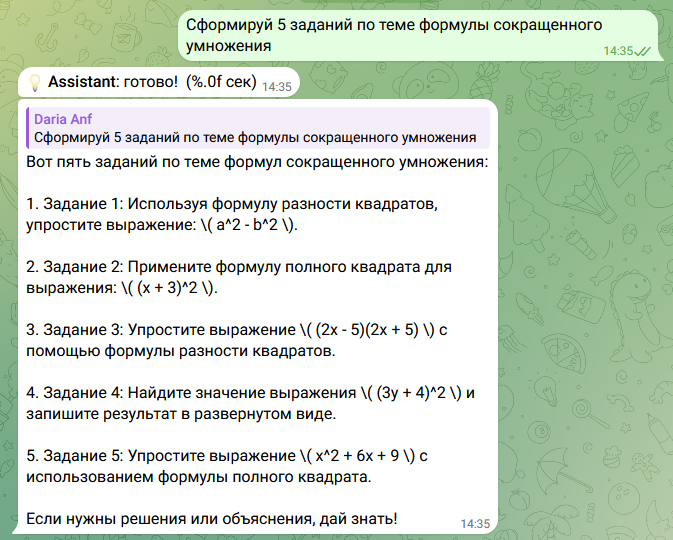 Сформируй 5 заданий по теме формулы сокращенного
умножения
14:35
💡 Assistant: готово! (%.0f сек) 14:35
Daria Anf
Сформируй 5 заданий по теме формулы сокращенного умножения
Вот пять заданий по теме формул сокращенного умножения:
1. Задание 1: Используя формулу разности квадратов,
упростите выражение: \( a^2 - b^2 \).
2. Задание 2: Примените формулу полного квадрата для
выражения: \( (x + 3)^2 \).
3. Задание 3: Упростите выражение \( (2x - 5)(2x + 5) \) с
помощью формулы разности квадратов.
4. Задание 4: Найдите значение выражения \( (3y + 4)^2 \) и
запишите результат в развернутом виде.
5. Задание 5: Упростите выражение \( x^2 + 6x + 9 \) с
использованием формулы полного квадрата.
Если нужны решения или объяснения, дай знать!
14:35